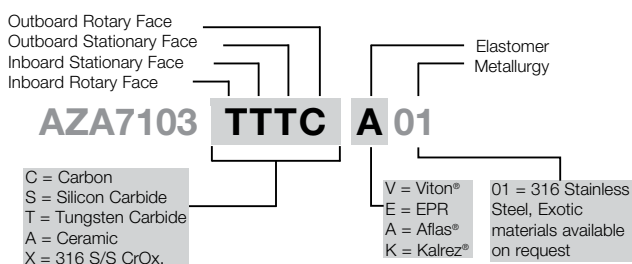 Outboard Rotary Face
Outboard Stationary Face
Inboard Stationary Face
Inboard Rotary Face
Elastomer
Metallurgy
AZA7103 TTTC A 01
C = Carbon
S = Silicon Carbide
T = Tungsten Carbide
A = Ceramic
X = 316 S/S CrOx.
V = Viton®
E = EPR
A = Aflas®
K = Kalrez®
01 = 316 Stainless
Steel, Exotic
materials available
on request